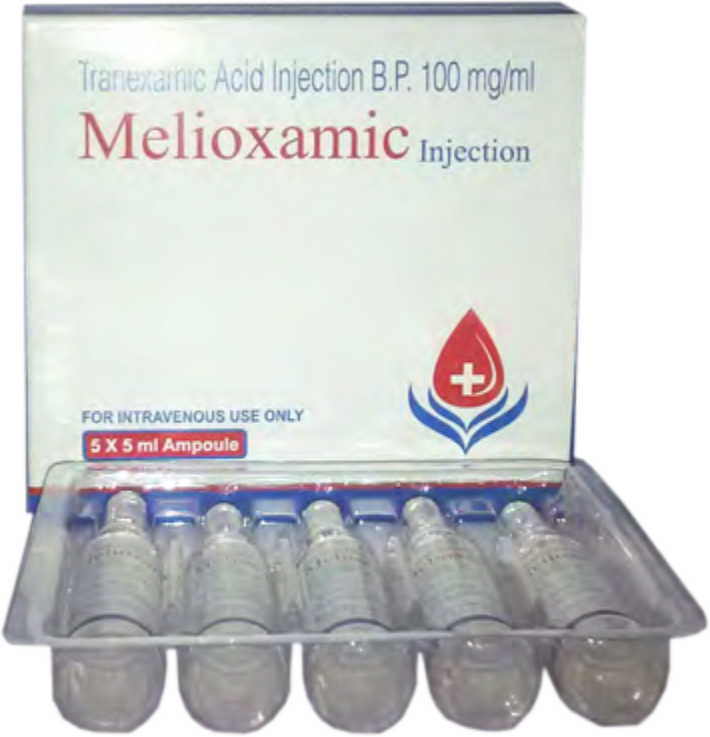 Tranexamic Acid Injection B.P. 100 mg/ml
Melioxamic Injection
FOR INTRAVENOUS USE ONLY
5 X 5 ml Ampoule